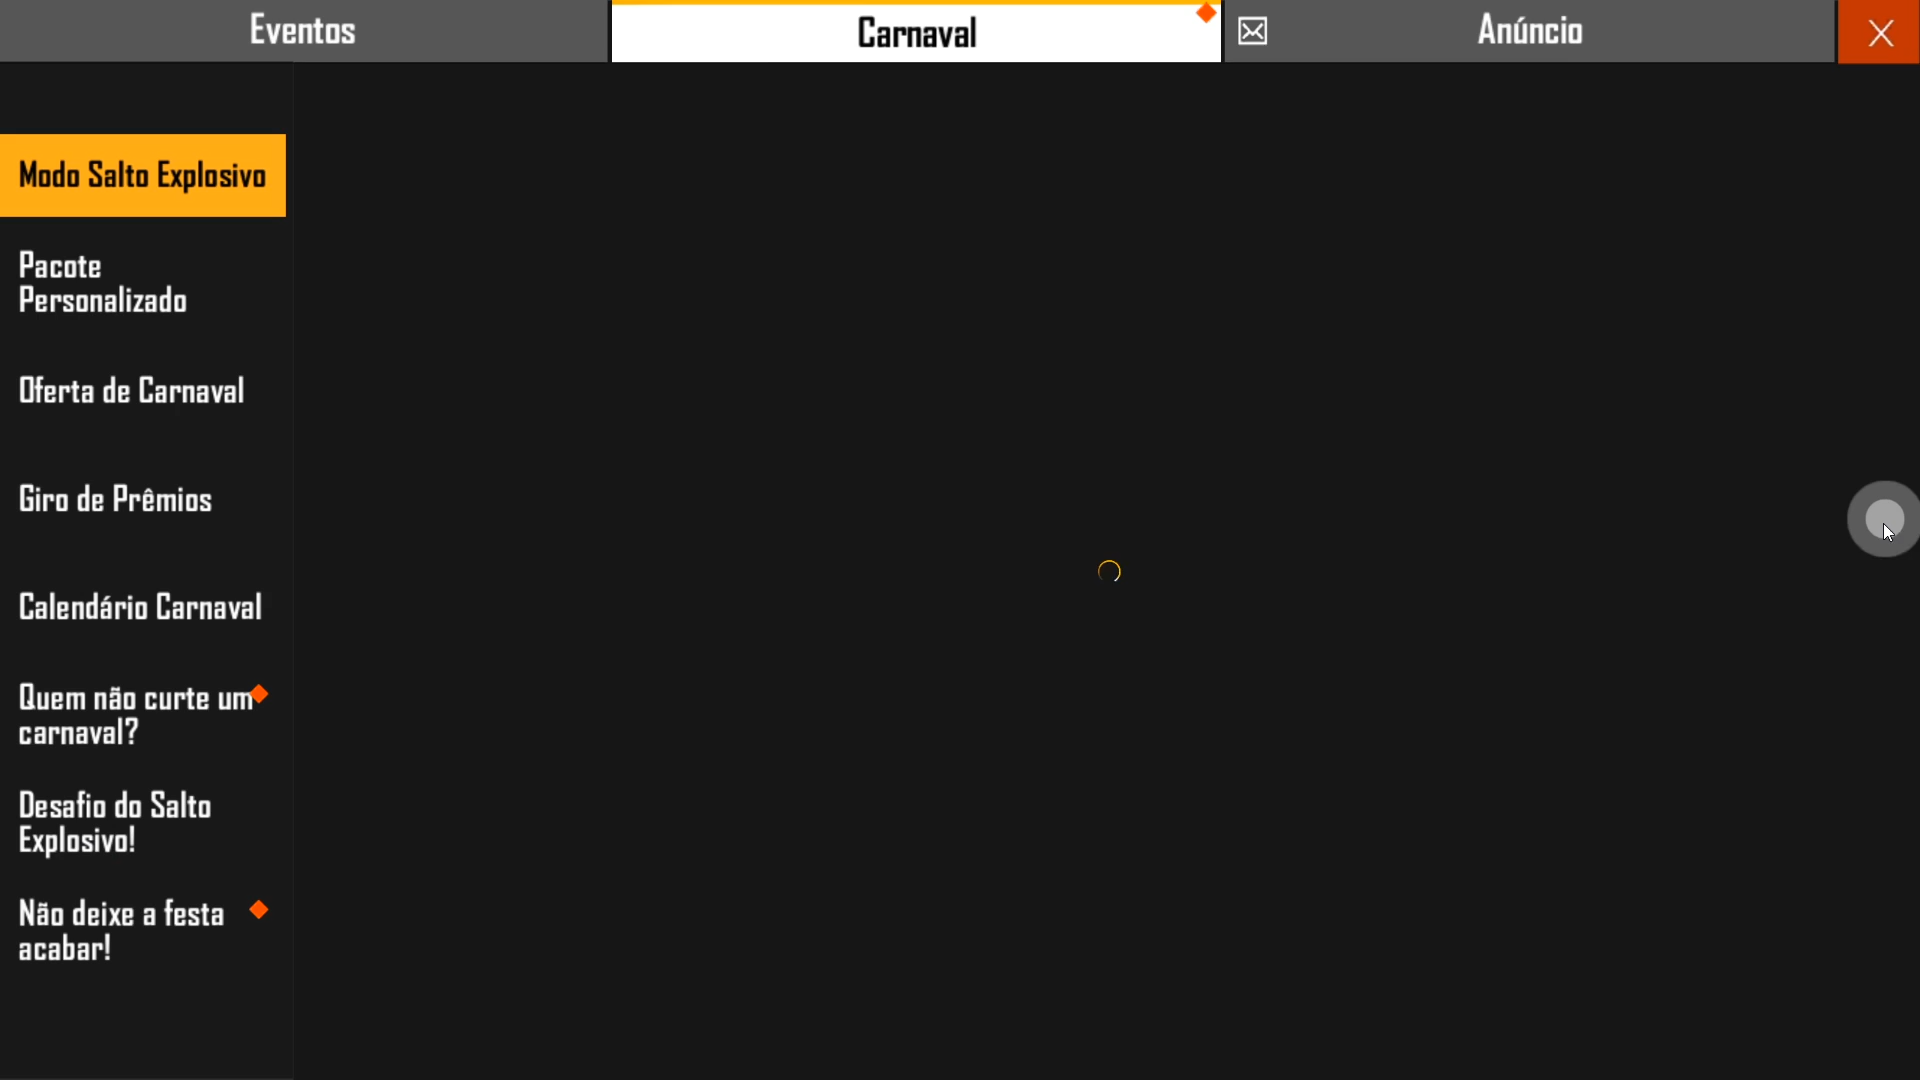 Eventos
Carnaval
Anúncio
Modo Salto Explosivo
Pacote
Personalizado
Oferta de Carnaval
Giro de Prêmios
Calendário Carnaval
Quem não curte um
carnaval?
Desafio do Salto
Explosivo!
Não deixe a festa
acabar!